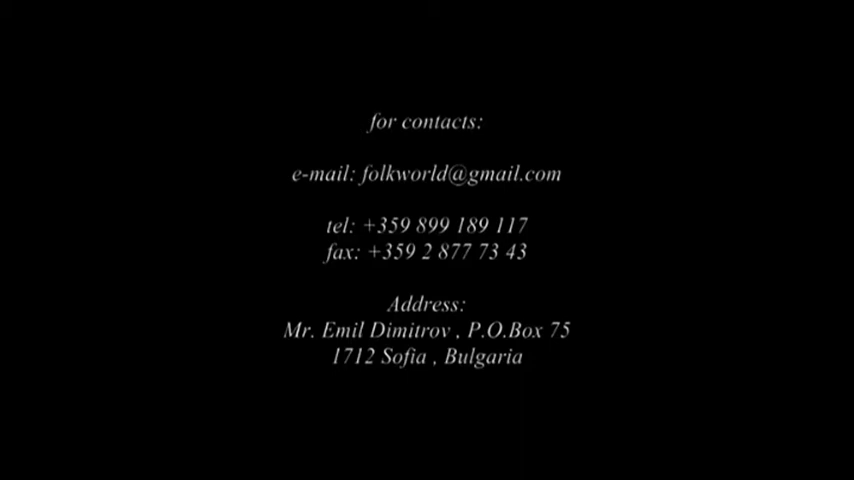 for contacts:
e-mail: folkworld@gmail.com
tel: +359 899 189 117
fax: +359 2 877 73 43
Address:
Mr. Emil Dimitrov , P.O.Box 75
1712 Sofia , Bulgaria